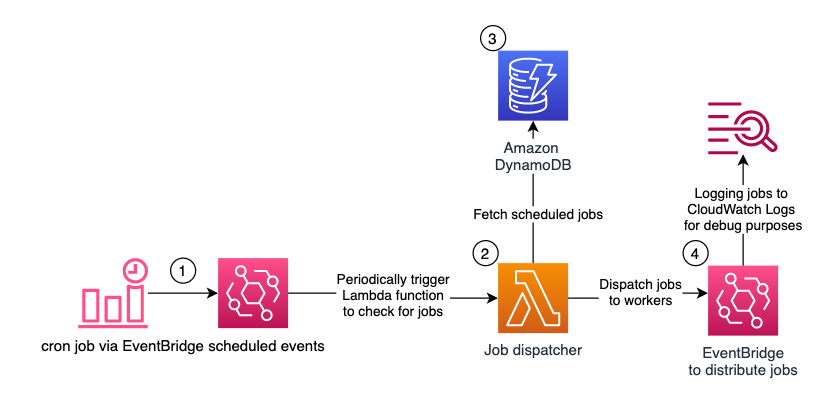 3
Amazon
DynamoDB
Fetch scheduled jobs
Logging jobs to
CloudWatch Logs
for debug purposes
1
cron job via EventBridge scheduled events
Periodically trigger
Lambda function
to check for jobs
2
Job dispatcher
Dispatch jobs
to workers
4
EventBridge
to distribute jobs